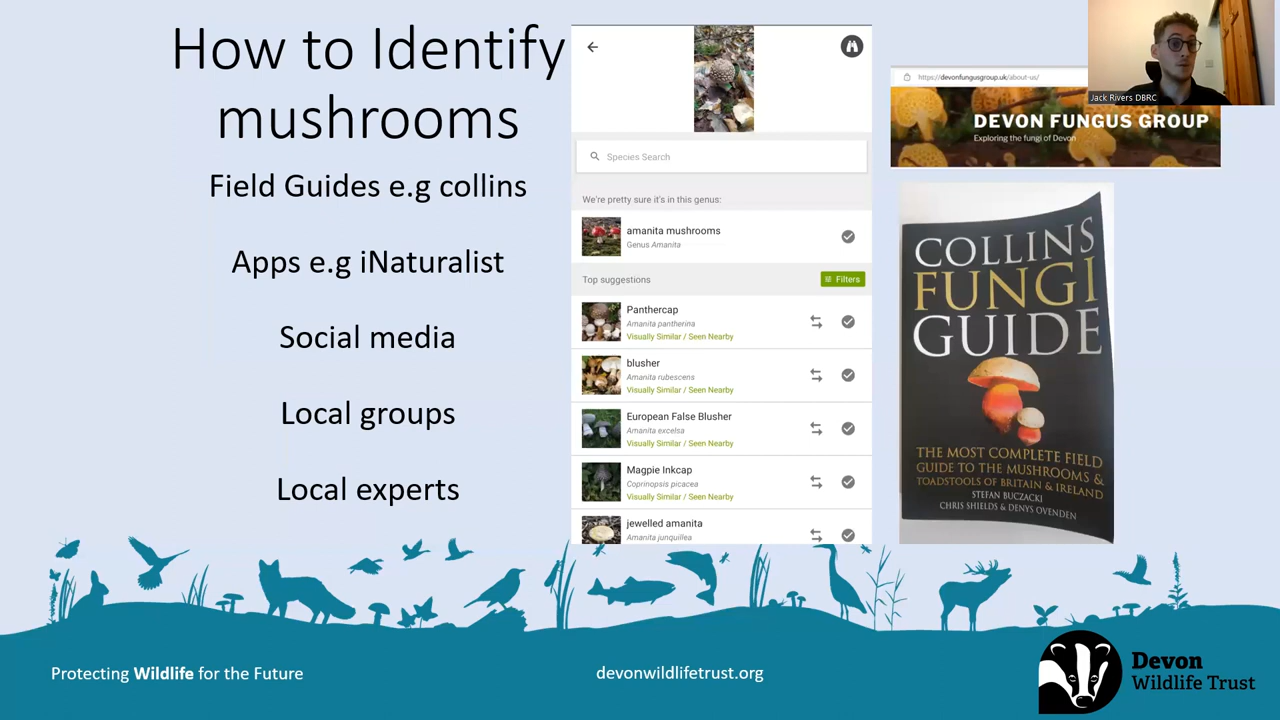 How to Identify
mushrooms
Field Guides e.g collins
Apps e.g iNaturalist
Social media
Local groups
Local experts
Species Search
We're pretty sure it's in this genus:
amanita mushrooms
Genus Amanita
Top suggestions
Filters
Panthercap
Amanita pantherina
Visually Similar / Seen Nearby
blusher
Amanita rubescens
Visually Similar / Seen Nearby
European False Blusher
Amanita excelsa
Visually Similar / Seen Nearby
Magpie Inkcap
Coprinopsis picacea
Visually Similar / Seen Nearby
jewelled amanita
Amanita junquillea
Jack Rivers DBRC
https://devonfungusgroup.uk/about-us/
DEVON FUNGUS GROUP
Exploring the fungi of Devon
COLLINS
FUNGI
GUIDE
THE MOST COMPLETE FIELD
GUIDE TO THE MUSHROOMS &
TOADSTOOLS OF BRITAIN & IRELAND
STEFAN BUCZACKI
CHRIS SHIELDS & DENYS OVENDEN
Protecting Wildlife for the Future
devonwildlifetrust.org
Devon
Wildlife Trust